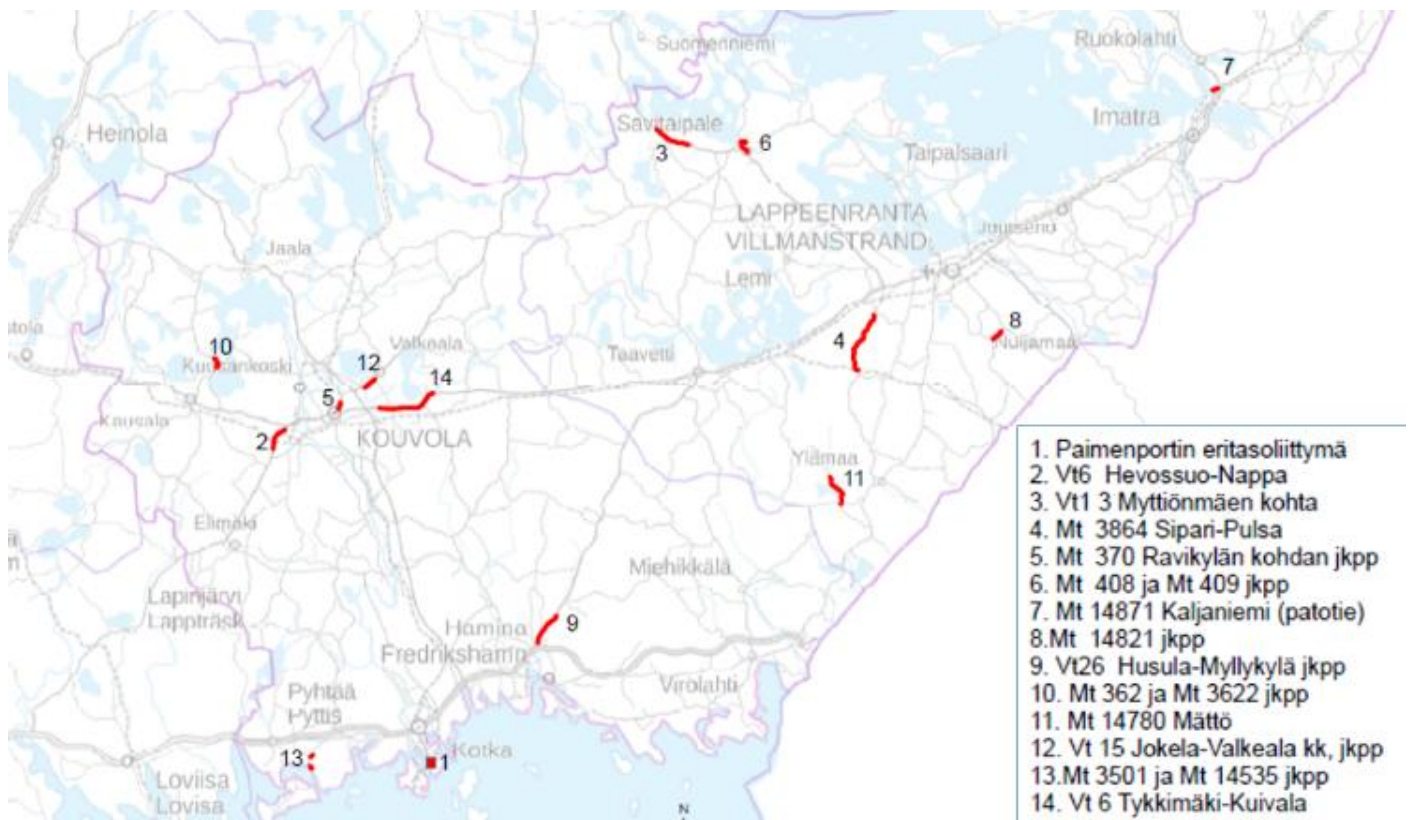 Suomenniemi
Ruokolahti
7
Heinola
Savitaipale
3
6
Imatra
Taipalsaari
LAPPEENRANTA
VILLMANSTRAND
Joutseno
Jaala
Lemi
10
Kuusankoski
12
Valkeala
14
Taavetti
4
8
Nuijamaa
5
Kausala
2
KOUVOLA
Ylämaa
11
Elimäki
Miehikkälä
Lapinjärvi
Lappträsk
Hamina
Fredrikshamn
9
Pyhtää
Pyttis
Virolahti
13
Kotka
1
Loviisa
Lovisa
N
1. Paimenportin eritasoliittymä
2. Vt6 Hevossuo-Nappa
3. Vt1 3 Myttiönmäen kohta
4. Mt 3864 Sipari-Pulsa
5. Mt 370 Ravikylän kohdan jkpp
6. Mt 408 ja Mt 409 jkpp
7. Mt 14871 Kaljaniemi (patotie)
8.Mt 14821 jkpp
9. Vt26 Husula-Myllykylä jkpp
10. Mt 362 ja Mt 3622 jkpp
11. Mt 14780 Mättö
12. Vt 15 Jokela-Valkeala kk, jkpp
13.Mt 3501 ja Mt 14535 jkpp
14. Vt 6 Tykkimäki-Kuivala